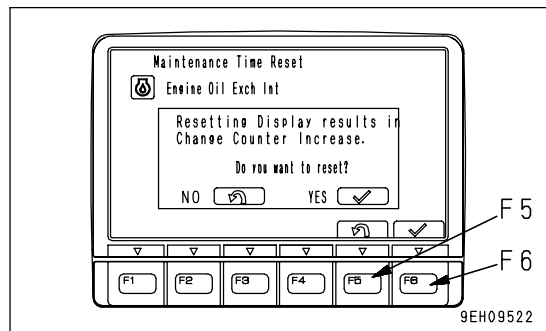 Maintenance Time Reset
Engine Oil Exch Int
Resetting Display results in
Change Counter Increase.
Do you want to reset?
NO YES
F5
F1 F2 F3 F4 F5 F6
F6
9EH09522